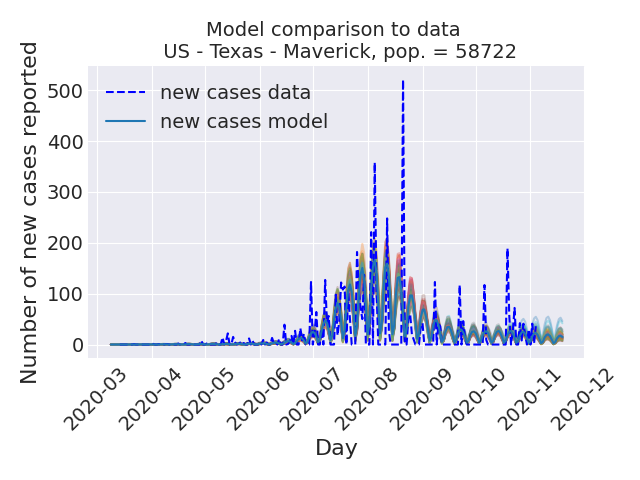 Model comparison to data
US - Texas - Maverick, pop. = 58722
Number of new cases reported
500
400
300
200
100
0
new cases data
new cases model
2020-03
2020-04
2020-05
2020-06
2020-07
2020-08
2020-09
2020-10
2020-11
2020-12
Day